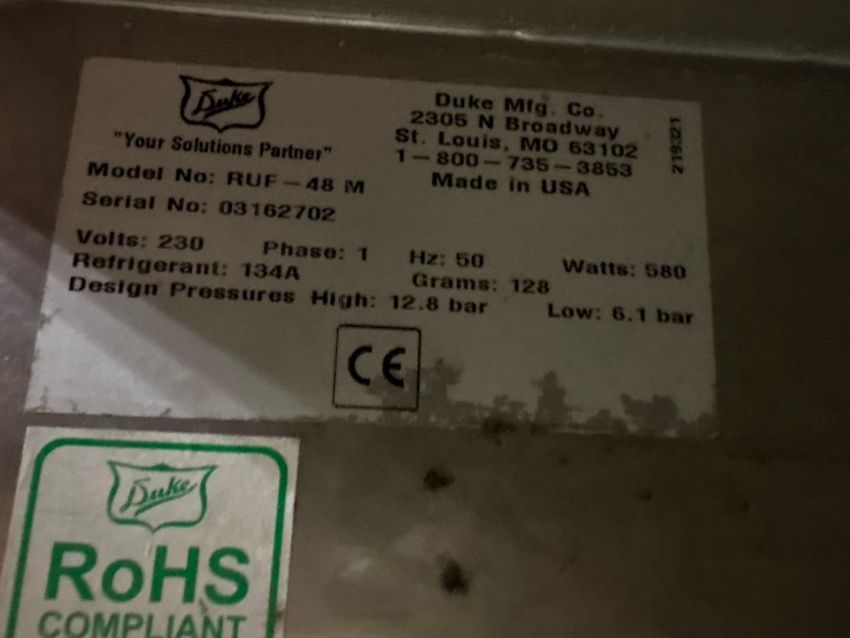 Duke
"Your Solutions Partner"
Duke Mfg. Co.
2305 N Broadway
St. Louis, MO 63102
1-800-735-3853
Made in USA
219321
Model No: RUF-48 M
Serial No: 03162702
Volts: 230 Phase: 1 Hz: 50 Watts: 580
Refrigerant: 134A Grams: 128
Design Pressures High: 12.8 bar Low: 6.1 bar
CE
Duke
RoHS
COMPLIANT